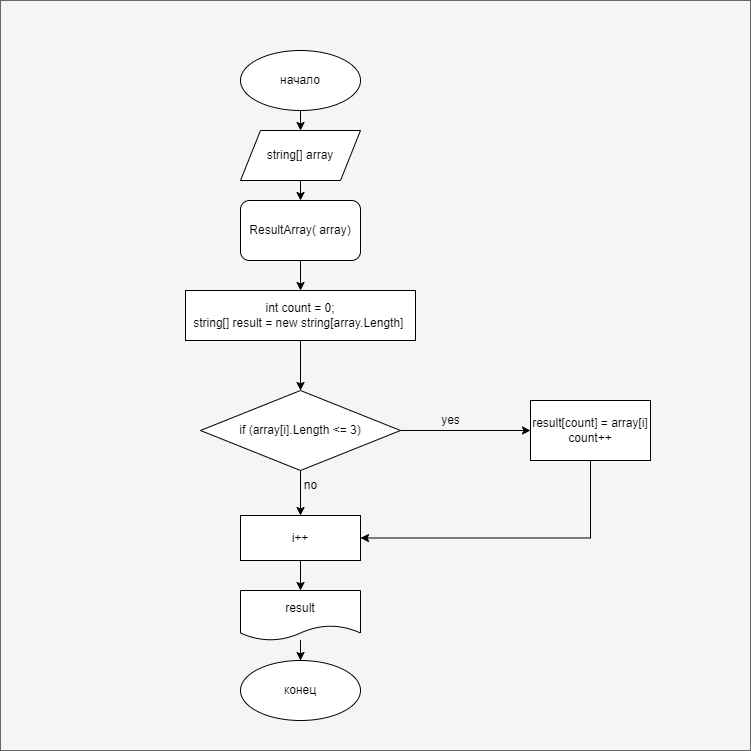 начало
string[] array
ResultArray( array)
int count = 0;
string[] result = new string[array.Length]
if (array[i].Length <= 3)
yes
result[count] = array[i]
count++
no
i++
result
конец